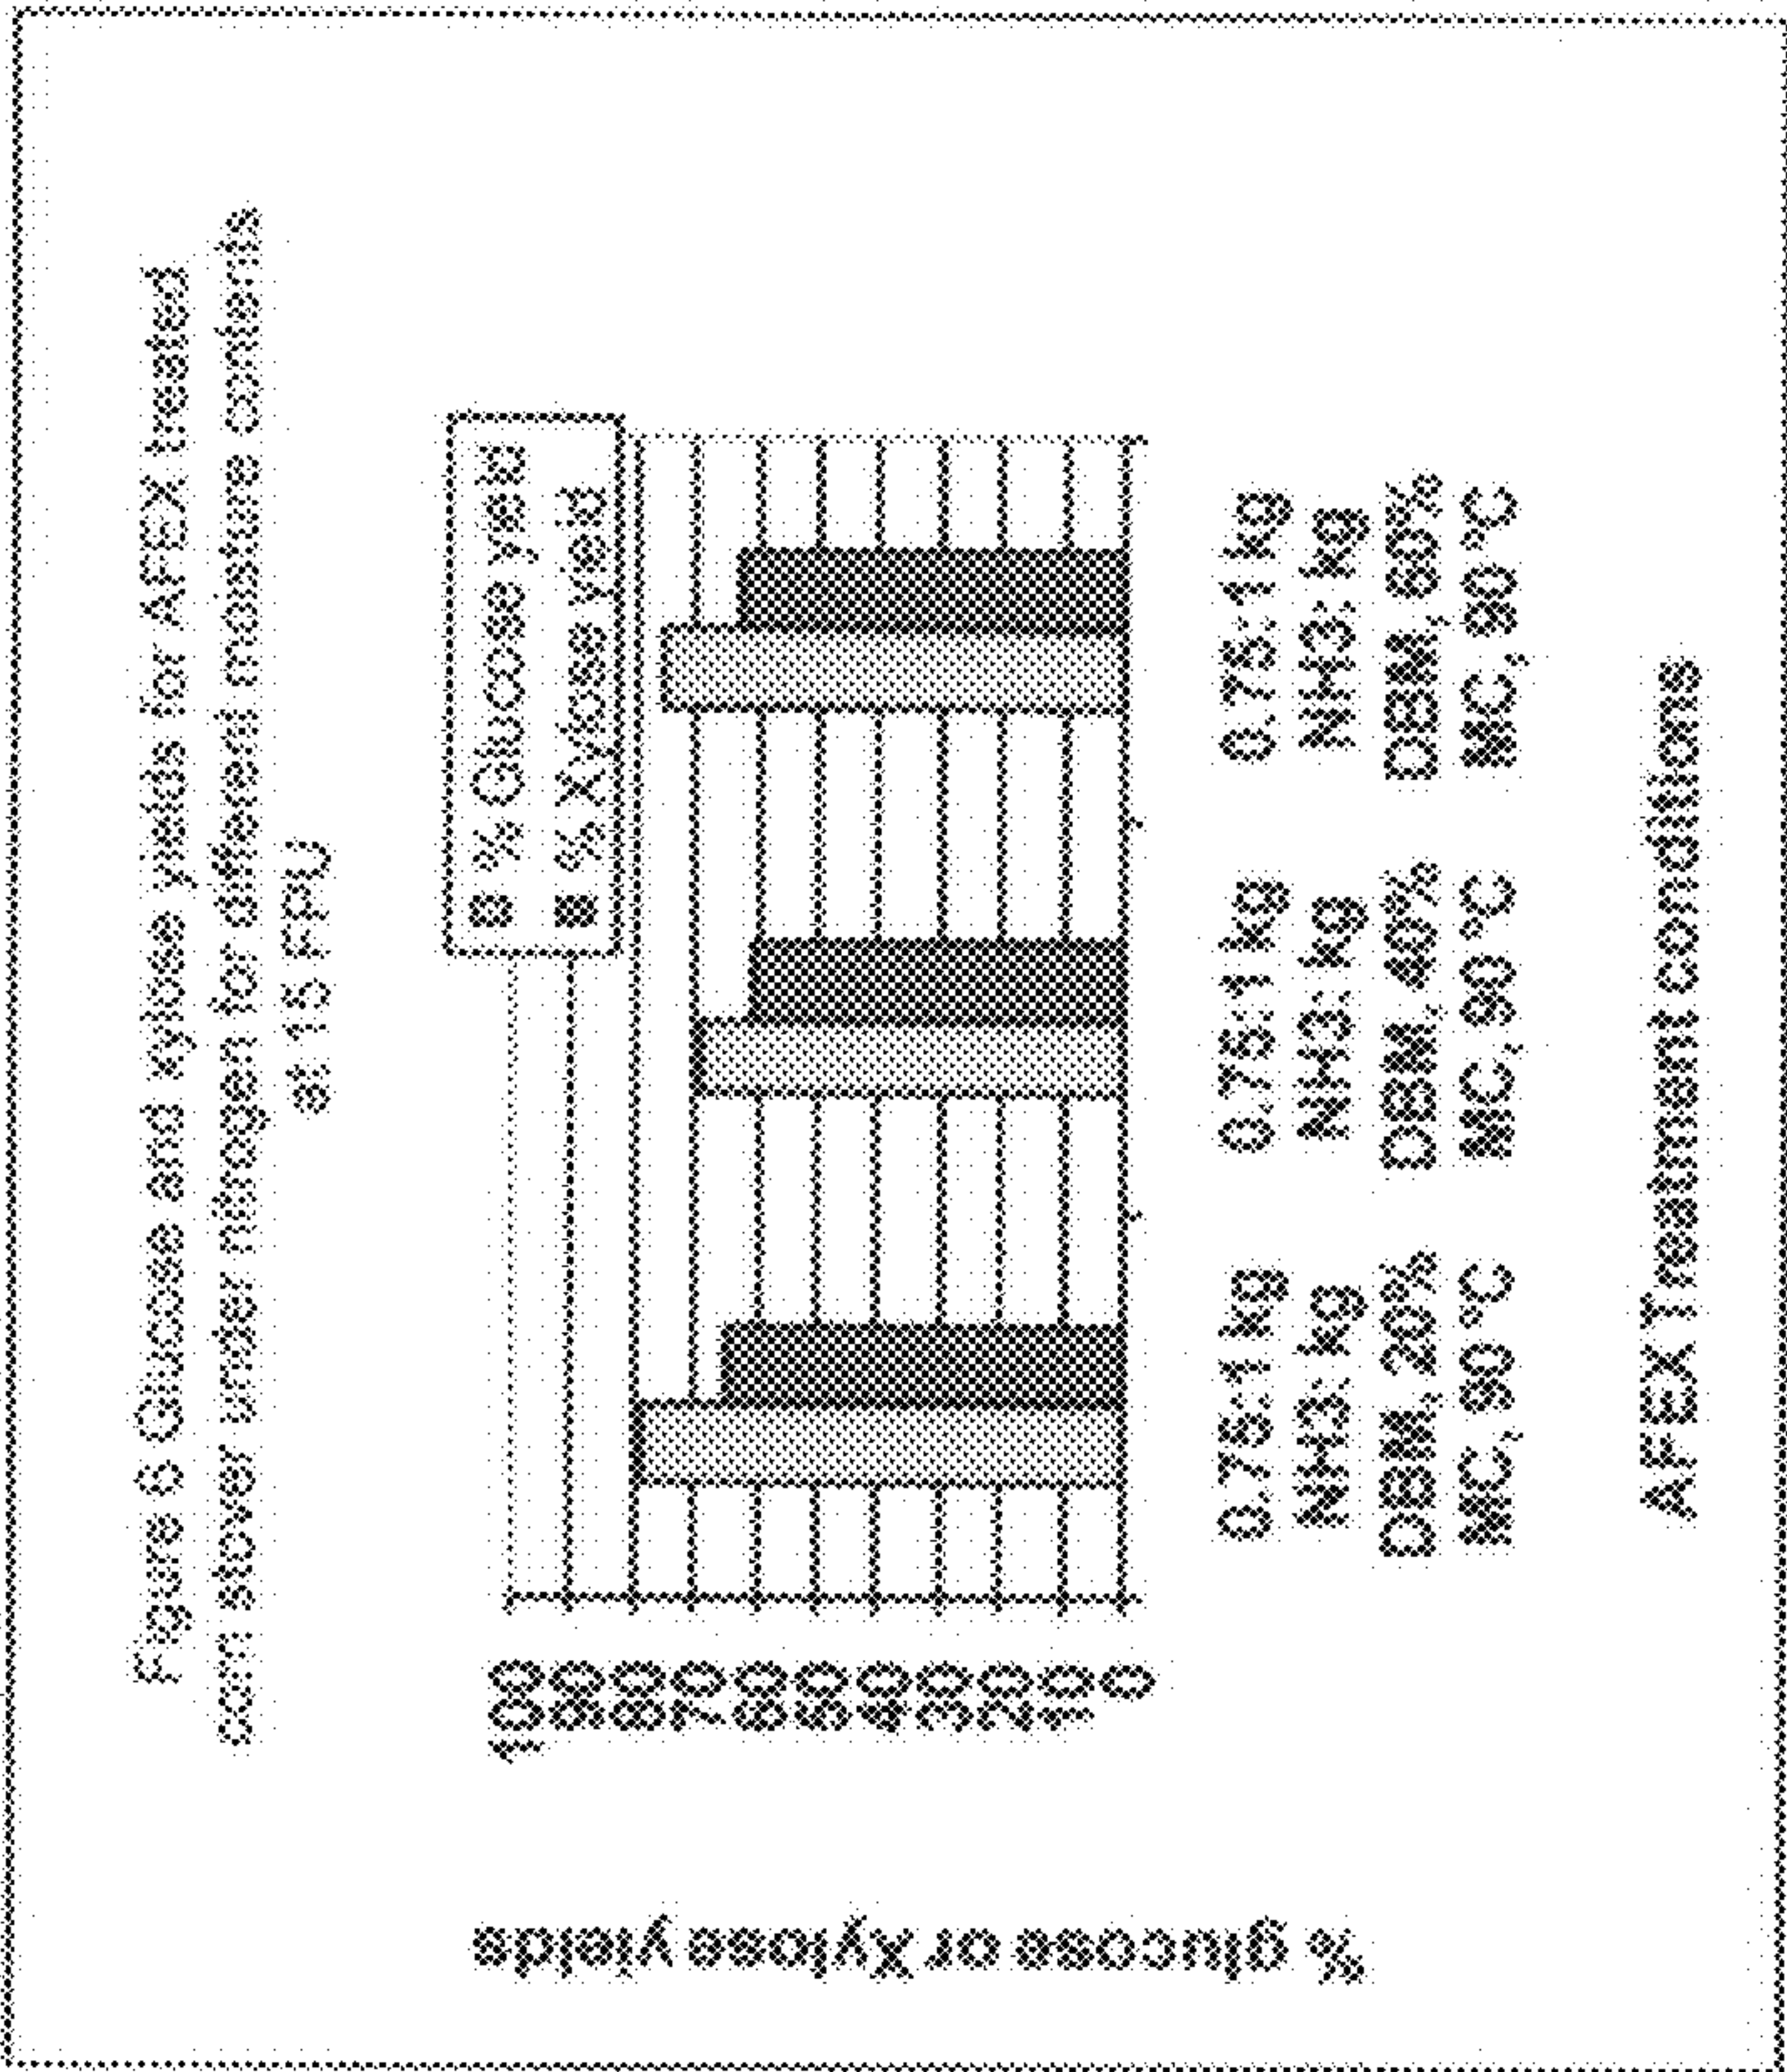 Figure 6 Glucose and xylose yields for AFEX treated
corn stover under nitrogen for different moisture contents
at 15 FPU
% Glucose yield
% Xylose yield
100
90
80
70
60
50
40
30
20
10
0
% glucose or Xylose yields
0.75:1 kg
NH3: kg
DBM, 20%
MC, 90 ºC
0.75:1 kg
NH3: kg
DBM, 40%
MC, 90 ºC
0.75:1 kg
NH3: kg
DBM, 60%
MC, 90 ºC
AFEX Treatment conditions